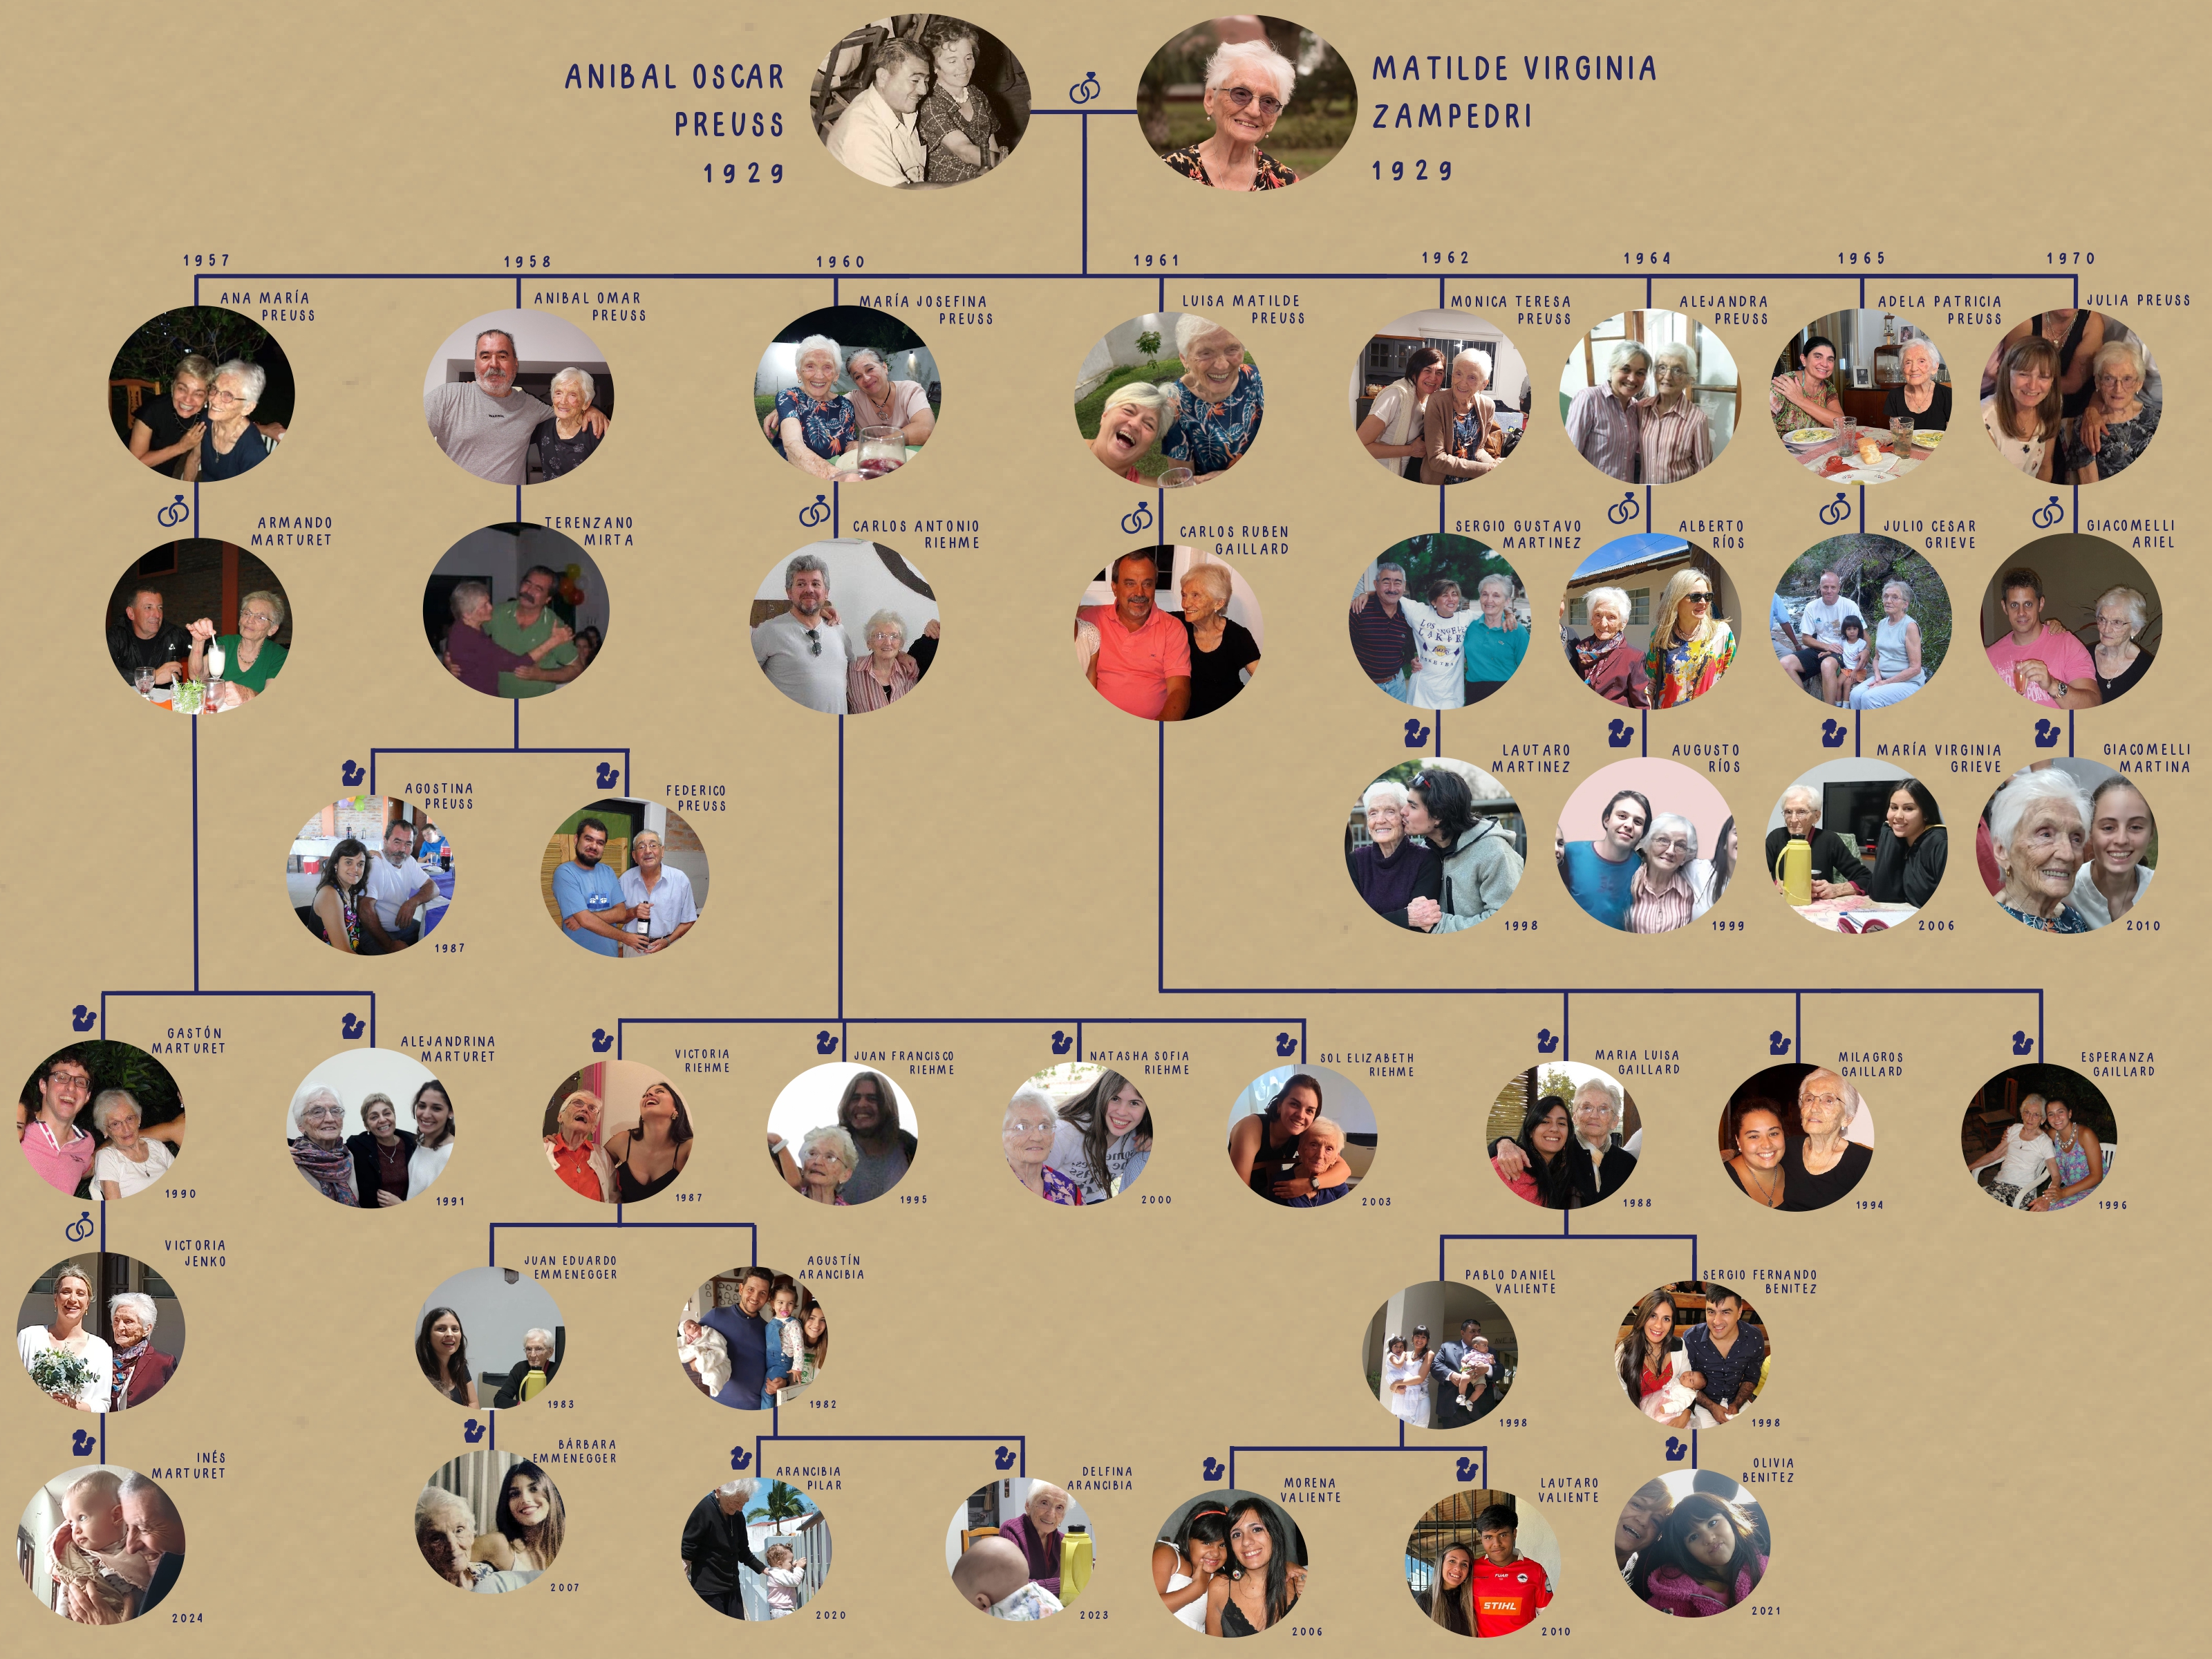 ANIBAL OSCAR
PREUSS
1929
MATILDE VIRGINIA
ZAMPEDRI
1929
1957
1958
1960
1961
1962
1964
1965
1970
ANA MARÍA
PREUSS
ANIBAL OMAR
PREUSS
MARÍA JOSEFINA
PREUSS
LUISA MATILDE
PREUSS
MONICA TERESA
PREUSS
ALEJANDRA
PREUSS
ADELA PATRICIA
PREUSS
JULIA PREUSS
ARMANDO
MARTURET
TERENZANO
MIRTA
CARLOS ANTONIO
RIEHME
CARLOS RUBEN
GAILLARD
SERGIO GUSTAVO
MARTINEZ
ALBERTO
RÍOS
JULIO CESAR
GRIEVE
GIACOMELLI
ARIEL
LOS ANGELES
LAKERS
AGOSTINA
PREUSS
1987
FEDERICO
PREUSS
LAUTARO
MARTINEZ
1998
AUGUSTO
RÍOS
1999
MARÍA VIRGINIA
GRIEVE
2006
GIACOMELLI
MARTINA
2010
GASTÓN
MARTURET
1990
ALEJANDRINA
MARTURET
1991
VICTORIA
RIEHME
1987
JUAN FRANCISCO
RIEHME
1995
NATASHA SOFIA
RIEHME
2000
SOL ELIZABETH
RIEHME
2003
MARIA LUISA
GAILLARD
1988
MILAGROS
GAILLARD
1994
ESPERANZA
GAILLARD
1996
VICTORIA
JENKO
JUAN EDUARDO
EMMENEGGER
1983
AGUSTÍN
ARANCIBIA
1982
PABLO DANIEL
VALIENTE
1998
SERGIO FERNANDO
BENITEZ
1998
INÉS
MARTURET
2024
BÁRBARA
EMMENEGGER
2007
ARANCIBIA
PILAR
2020
DELFINA
ARANCIBIA
2023
MORENA
VALIENTE
2006
LAUTARO
VALIENTE
STIHL
2010
OLIVIA
BENITEZ
2021